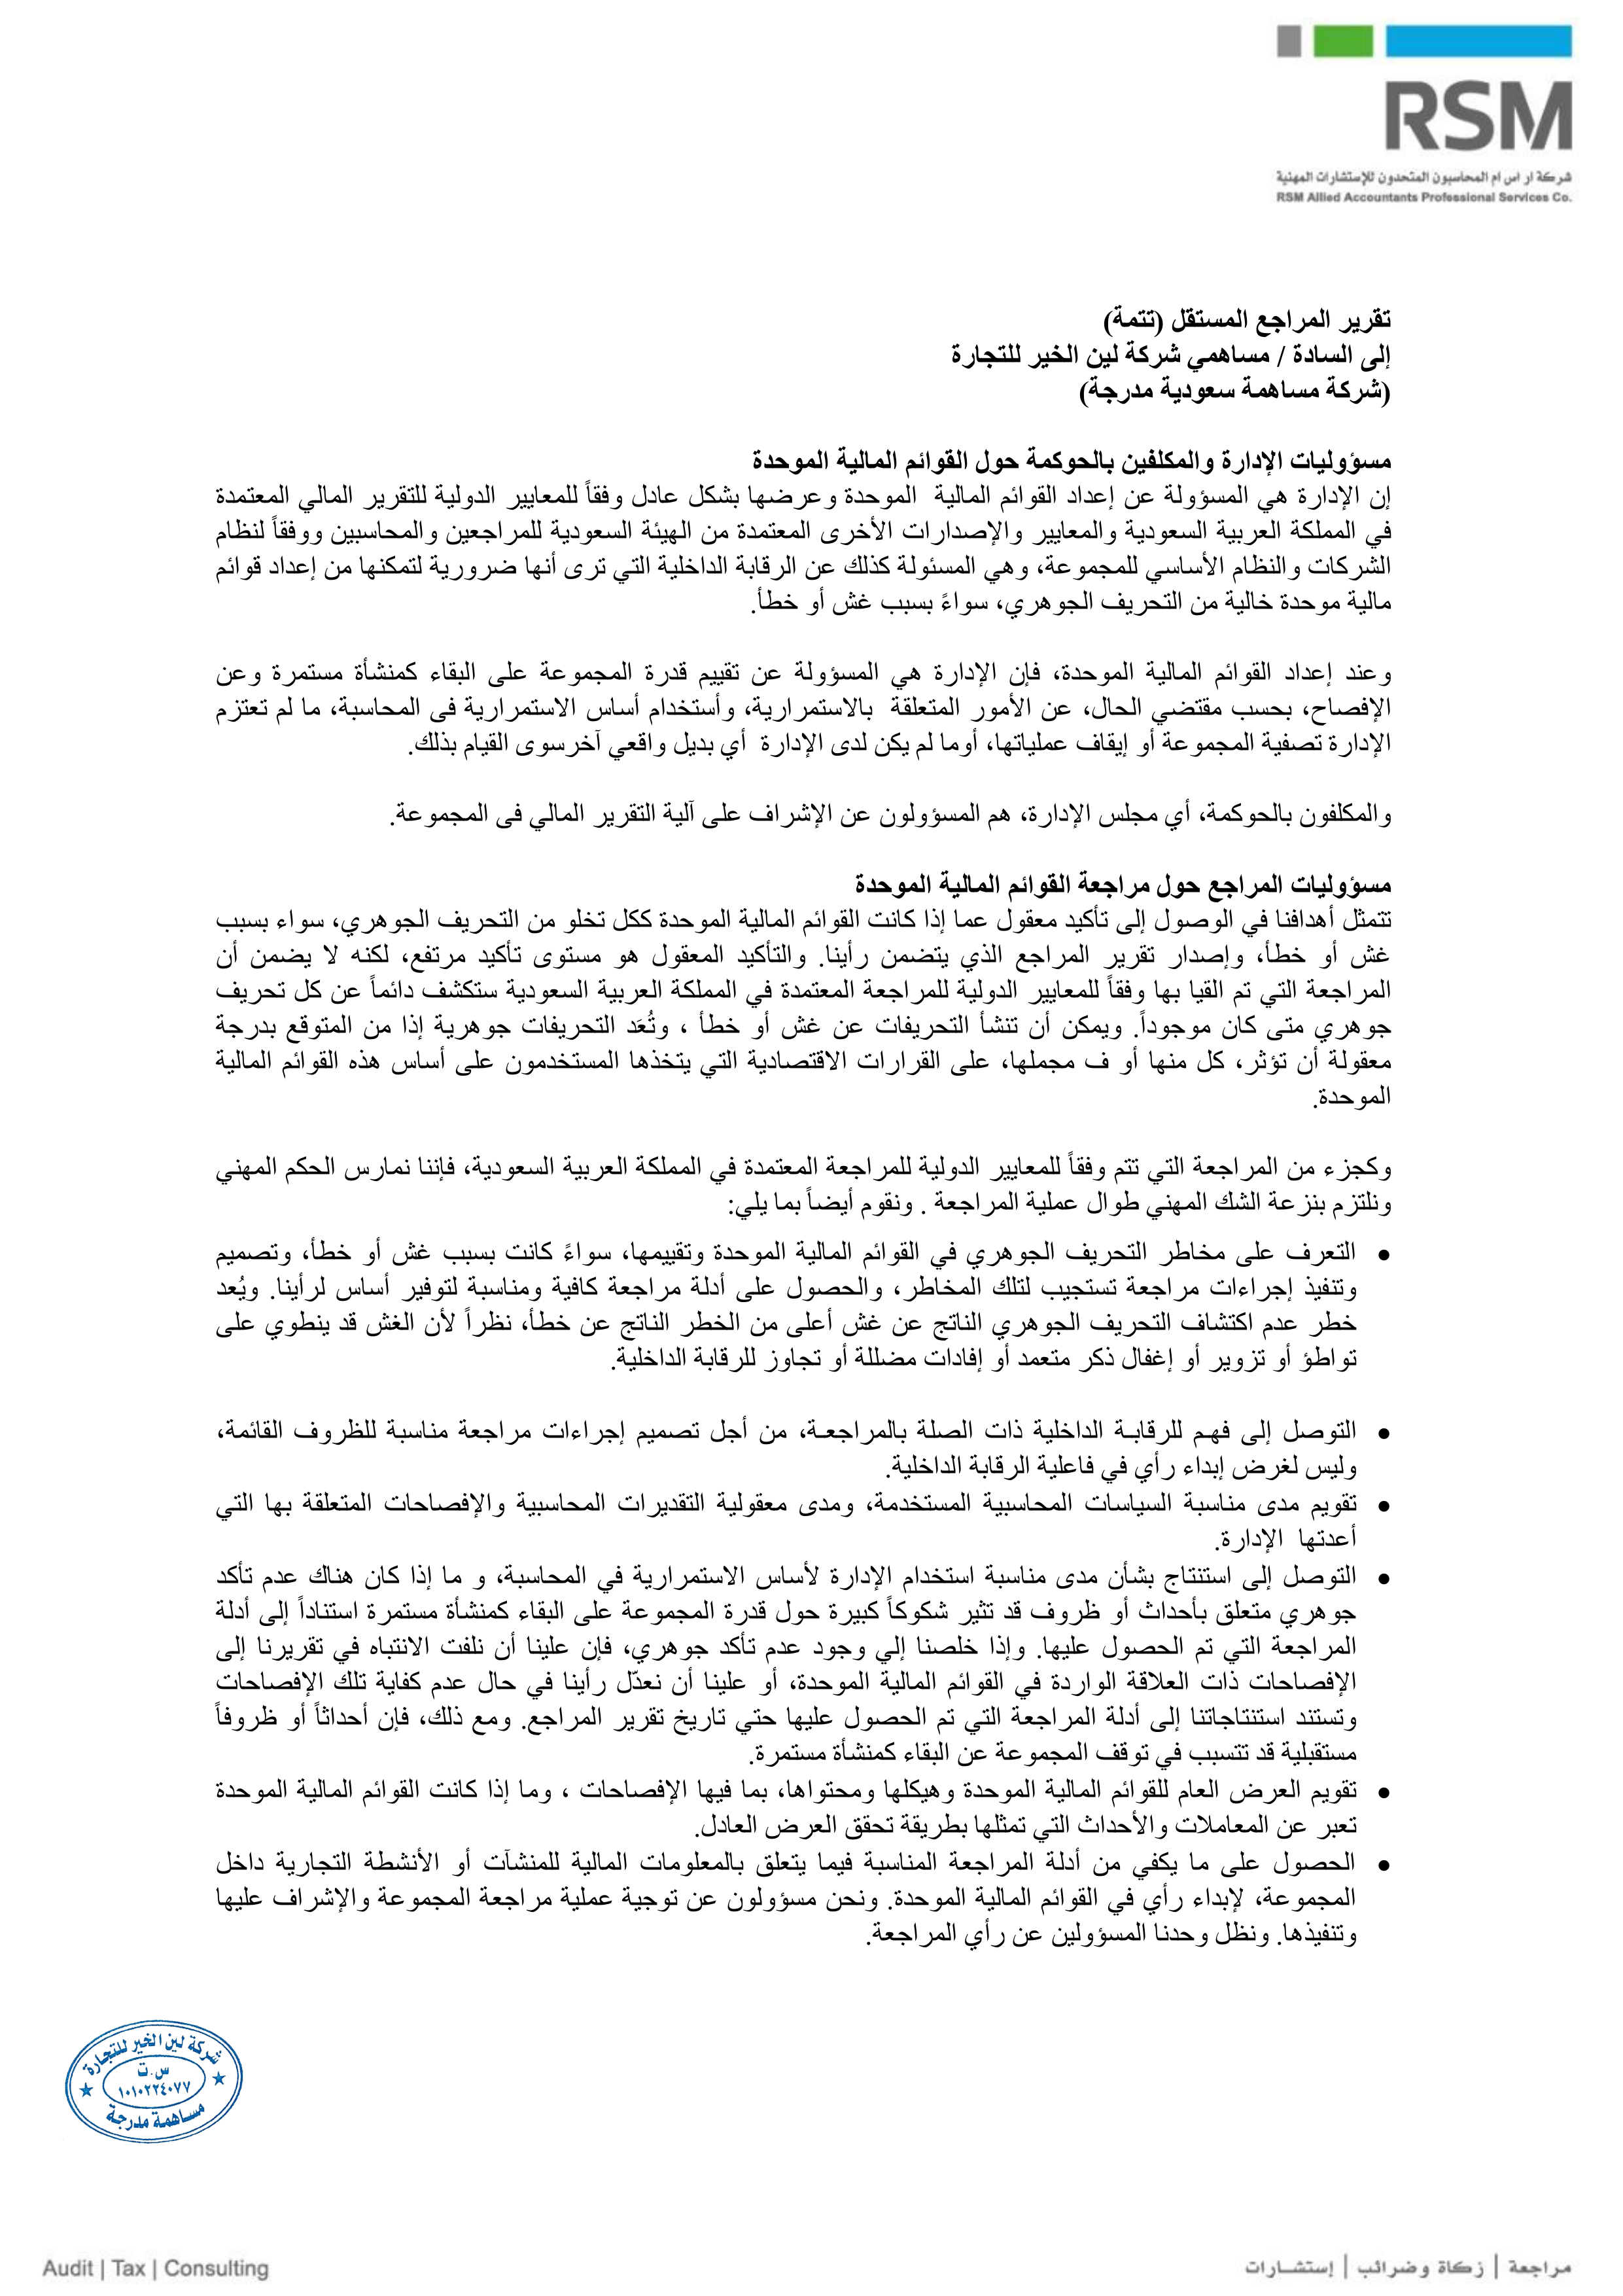 RSM
شركة ار اس ام المحاسبون المتحدون للإستشارات المهنية
RSM Allied Accountants Professional Services Co.
تقرير المراجع المستقل (تتمة)
إلى السادة / مساهمي شركة لين الخير للتجارة
(شركة مساهمة سعودية مدرجة)
مسؤوليات الإدارة والمكلفين بالحوكمة حول القوائم المالية الموحدة
إن الإدارة هي المسؤولة عن إعداد القوائم المالية الموحدة وعرضها بشكل عادل وفقاً للمعايير الدولية للتقرير المالي المعتمدة
في المملكة العربية السعودية والمعايير والإصدارات الأخرى المعتمدة من الهيئة السعودية للمراجعين والمحاسبين ووفقاً لنظام
الشركات والنظام الأساسي للمجموعة، وهي المسئولة كذلك عن الرقابة الداخلية التي ترى أنها ضرورية لتمكنها من إعداد قوائم
مالية موحدة خالية من التحريف الجوهري، سواءً بسبب غش أو خطأ.
وعند إعداد القوائم المالية الموحدة، فإن الإدارة هي المسؤولة عن تقييم قدرة المجموعة على البقاء كمنشأة مستمرة وعن
الإفصاح، بحسب مقتضي الحال، عن الأمور المتعلقة بالاستمرارية، وأستخدام أساس الاستمرارية فى المحاسبة، ما لم تعتزم
الإدارة تصفية المجموعة أو إيقاف عملياتها، أوما لم يكن لدى الإدارة أي بديل واقعي آخرسوى القيام بذلك.
والمكلفون بالحوكمة، أي مجلس الإدارة، هم المسؤولون عن الإشراف على آلية التقرير المالي فى المجموعة.
مسؤوليات المراجع حول مراجعة القوائم المالية الموحدة
تتمثل أهدافنا في الوصول إلى تأكيد معقول عما إذا كانت القوائم المالية الموحدة ككل تخلو من التحريف الجوهري، سواء بسبب
غش أو خطأ، وإصدار تقرير المراجع الذي يتضمن رأينا. والتأكيد المعقول هو مستوى تأكيد مرتفع، لكنه لا يضمن أن
المراجعة التي تم القيا بها وفقاً للمعايير الدولية للمراجعة المعتمدة في المملكة العربية السعودية ستكشف دائماً عن كل تحريف
جوهري متى كان موجوداً. ويمكن أن تنشأ التحريفات عن غش أو خطأ ، وتُعَد التحريفات جوهرية إذا من المتوقع بدرجة
معقولة أن تؤثر، كل منها أو ف مجملها، على القرارات الاقتصادية التي يتخذها المستخدمون على أساس هذه القوائم المالية
الموحدة.
وكجزء من المراجعة التي تتم وفقاً للمعايير الدولية للمراجعة المعتمدة في المملكة العربية السعودية، فإننا نمارس الحكم المهني
ونلتزم بنزعة الشك المهني طوال عملية المراجعة . ونقوم أيضاً بما يلي:
• التعرف على مخاطر التحريف الجوهري في القوائم المالية الموحدة وتقييمها، سواءً كانت بسبب غش أو خطأ، وتصميم
وتنفيذ إجراءات مراجعة تستجيب لتلك المخاطر، والحصول على أدلة مراجعة كافية ومناسبة لتوفير أساس لرأينا. ويُعد
خطر عدم اكتشاف التحريف الجوهري الناتج عن غش أعلى من الخطر الناتج عن خطأ، نظراً لأن الغش قد ينطوي على
تواطؤ أو تزوير أو إغفال ذكر متعمد أو إفادات مضللة أو تجاوز للرقابة الداخلية.
• التوصل إلى فهم للرقابة الداخلية ذات الصلة بالمراجعة، من أجل تصميم إجراءات مراجعة مناسبة للظروف القائمة،
وليس لغرض إبداء رأي في فاعلية الرقابة الداخلية.
• تقويم مدى مناسبة السياسات المحاسبية المستخدمة، ومدى معقولية التقديرات المحاسبية والإفصاحات المتعلقة بها التي
أعدتها الإدارة.
• التوصل إلى استنتاج بشأن مدى مناسبة استخدام الإدارة لأساس الاستمرارية في المحاسبة، و ما إذا كان هناك عدم تأكد
جوهري متعلق بأحداث أو ظروف قد تثير شكوكاً كبيرة حول قدرة المجموعة على البقاء كمنشأة مستمرة استناداً إلى أدلة
المراجعة التي تم الحصول عليها. وإذا خلصنا إلي وجود عدم تأكد جوهري، فإن علينا أن نلفت الانتباه في تقريرنا إلى
الإفصاحات ذات العلاقة الواردة في القوائم المالية الموحدة، أو علينا أن نعدّل رأينا في حال عدم كفاية تلك الإفصاحات
وتستند استنتاجاتنا إلى أدلة المراجعة التي تم الحصول عليها حتي تاريخ تقرير المراجع. ومع ذلك، فإن أحداثاً أو ظروفاً
مستقبلية قد تتسبب في توقف المجموعة عن البقاء كمنشأة مستمرة.
• تقويم العرض العام للقوائم المالية الموحدة وهيكلها ومحتواها، بما فيها الإفصاحات ، وما إذا كانت القوائم المالية الموحدة
تعبر عن المعاملات والأحداث التي تمثلها بطريقة تحقق العرض العادل.
• الحصول على ما يكفي من أدلة المراجعة المناسبة فيما يتعلق بالمعلومات المالية للمنشآت أو الأنشطة التجارية داخل
المجموعة، لإبداء رأي في القوائم المالية الموحدة. ونحن مسؤولون عن توجية عملية مراجعة المجموعة والإشراف عليها
وتنفيذها. ونظل وحدنا المسؤولين عن رأي المراجعة.
شركة لين الخير للتجارة
س.ت
١٠١٠٢٢٤٠٧٧
مساهمة مدرجة
Audit | Tax | Consulting
مراجعة | زكاة وضرائب | إستشارات